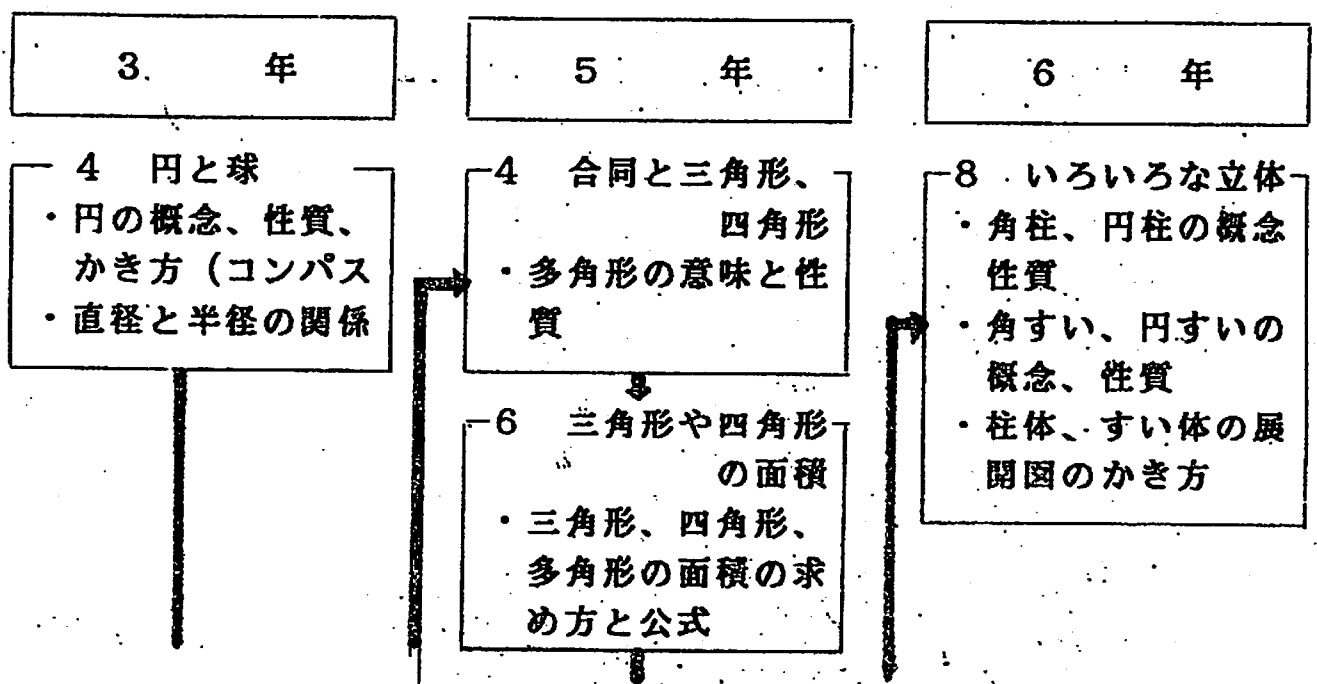 3 年
4 円と球
・円の概念、性質、
かき方（コンパス
・直径と半径の関係
5 年
4 合同と三角形、
四角形
・多角形の意味と性
質
6 三角形や四角形
の面積
・三角形、四角形、
多角形の面積の求
め方と公式
6 年
8 いろいろな立体
・角柱、円柱の概念
性質
・角すい、円すいの
概念、性質
・柱体、すい体の展
開図のかき方